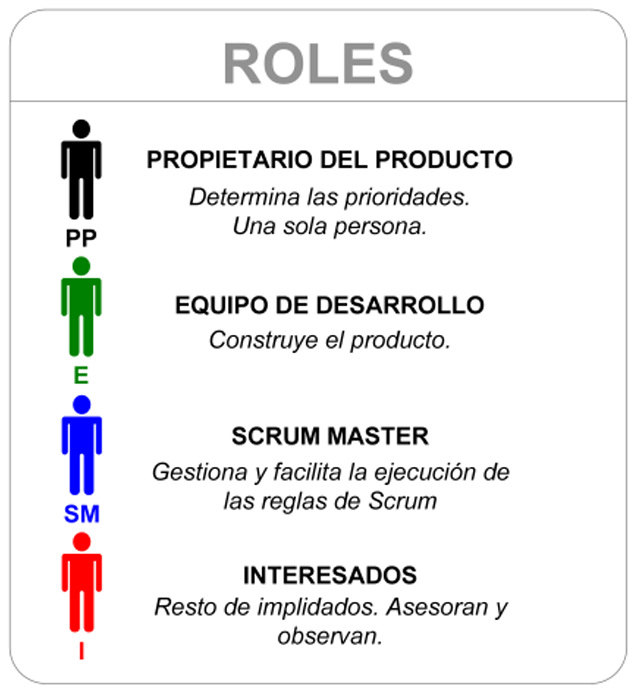 ROLES
PROPIETARIO DEL PRODUCTO
Determina las prioridades.
Una sola persona.
PP
EQUIPO DE DESARROLLO
Construye el producto.
E
SCRUM MASTER
Gestiona y facilita la ejecución de
las reglas de Scrum
SM
INTERESADOS
Resto de implidados. Asesoran y
observan.
I